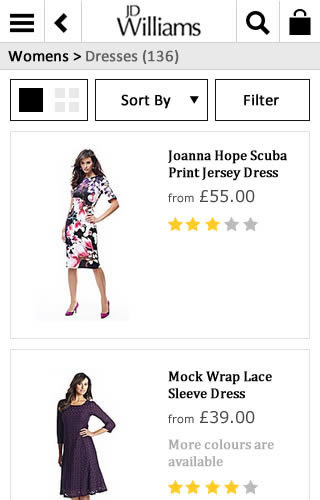 JD
Williams
Womens > Dresses (136)
Sort By ▼ Filter
Joanna Hope Scuba
Print Jersey Dress
from £55.00
Mock Wrap Lace
Sleeve Dress
from £39.00
More colours are
available